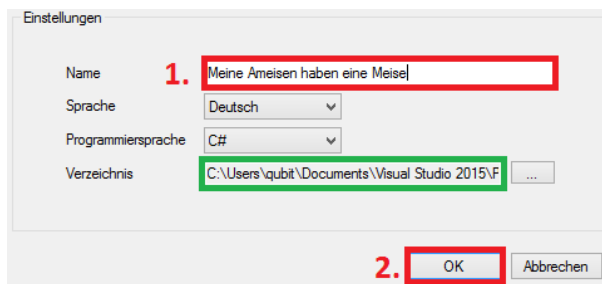 Einstellungen
Name 1. Meine Ameisen haben eine Meise
Sprache Deutsch
Programmiersprache C#
Verzeichnis C:\Users\qubit\Documents\Visual Studio 2015\F ...
2. OK Abbrechen